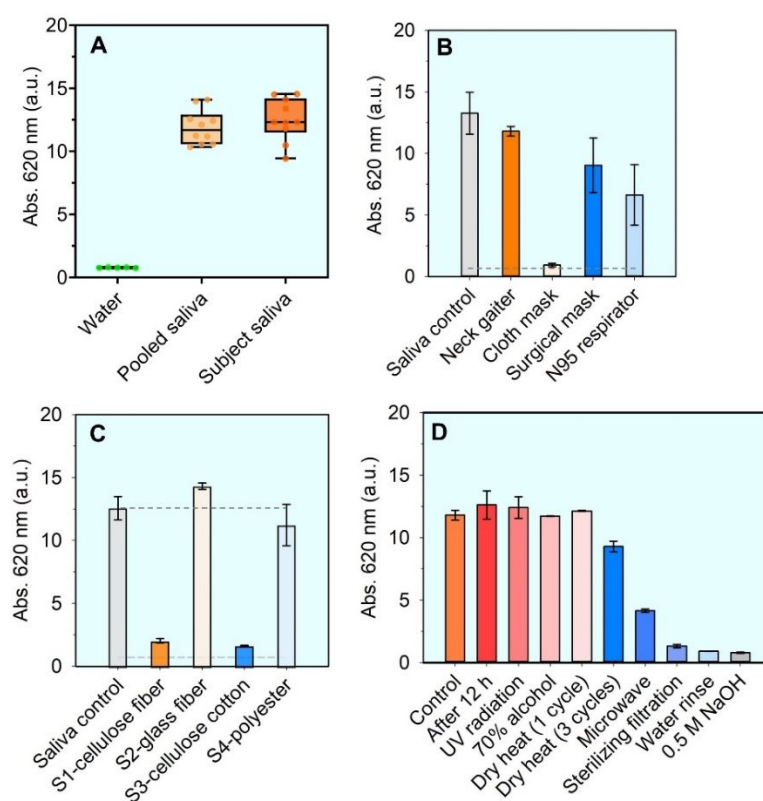 A
Abs. 620 nm (a.u.)
20
15
10
5
0
Water
Pooled saliva
Subject saliva
B
Abs. 620 nm (a.u.)
20
15
10
5
0
Saliva control
Neck gaiter
Cloth mask
Surgical mask
N95 respirator
C
Abs. 620 nm (a.u.)
20
15
10
5
0
Saliva control
S1-cellulose fiber
S2-glass fiber
S3-cellulose cotton
S4-polyester
D
Abs. 620 nm (a.u.)
20
15
10
5
0
Control
After 12 h
UV radiation
70% alcohol
Dry heat (1 cycle)
Dry heat (3 cycles)
Microwave
Sterilizing filtration
Water rinse
0.5 M NaOH